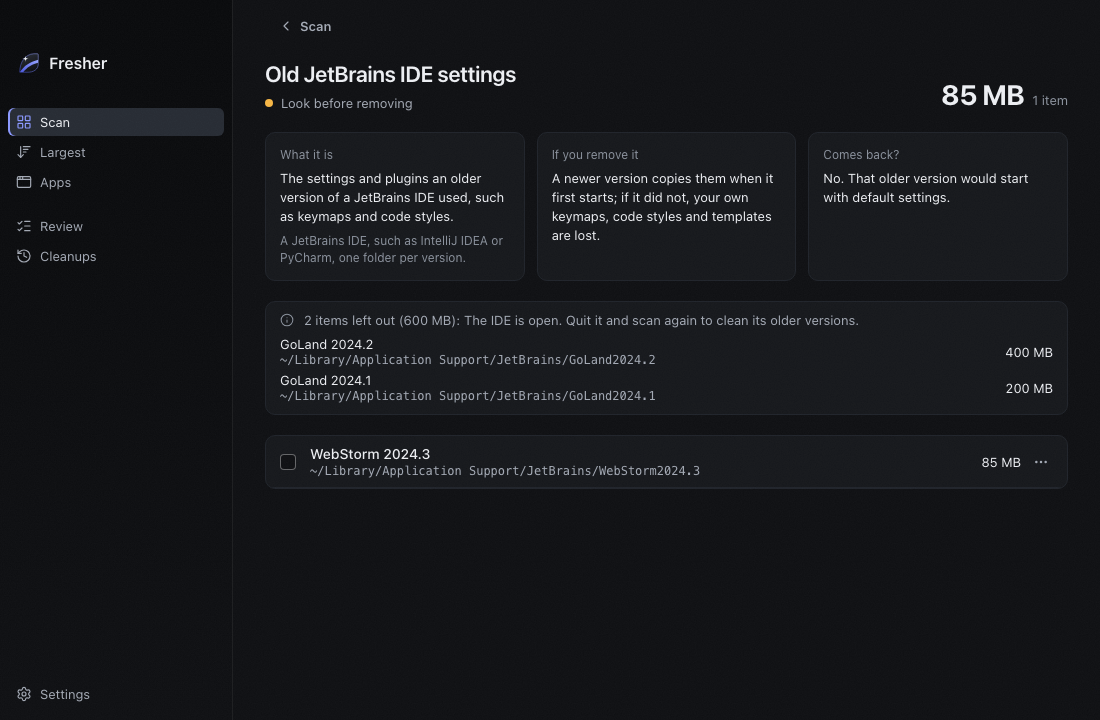 Scan
Fresher
Scan
Largest
Apps
Review
Cleanups
Settings
Old JetBrains IDE settings
Look before removing
85 MB 1 item
What it is
The settings and plugins an older
version of a JetBrains IDE used, such
as keymaps and code styles.
A JetBrains IDE, such as IntelliJ IDEA or
PyCharm, one folder per version.
If you remove it
A newer version copies them when it
first starts; if it did not, your own
keymaps, code styles and templates
are lost.
Comes back?
No. That older version would start
with default settings.
2 items left out (600 MB): The IDE is open. Quit it and scan again to clean its older versions.
GoLand 2024.2
~/Library/Application Support/JetBrains/GoLand2024.2
400 MB
GoLand 2024.1
~/Library/Application Support/JetBrains/GoLand2024.1
200 MB
WebStorm 2024.3
~/Library/Application Support/JetBrains/WebStorm2024.3
85 MB